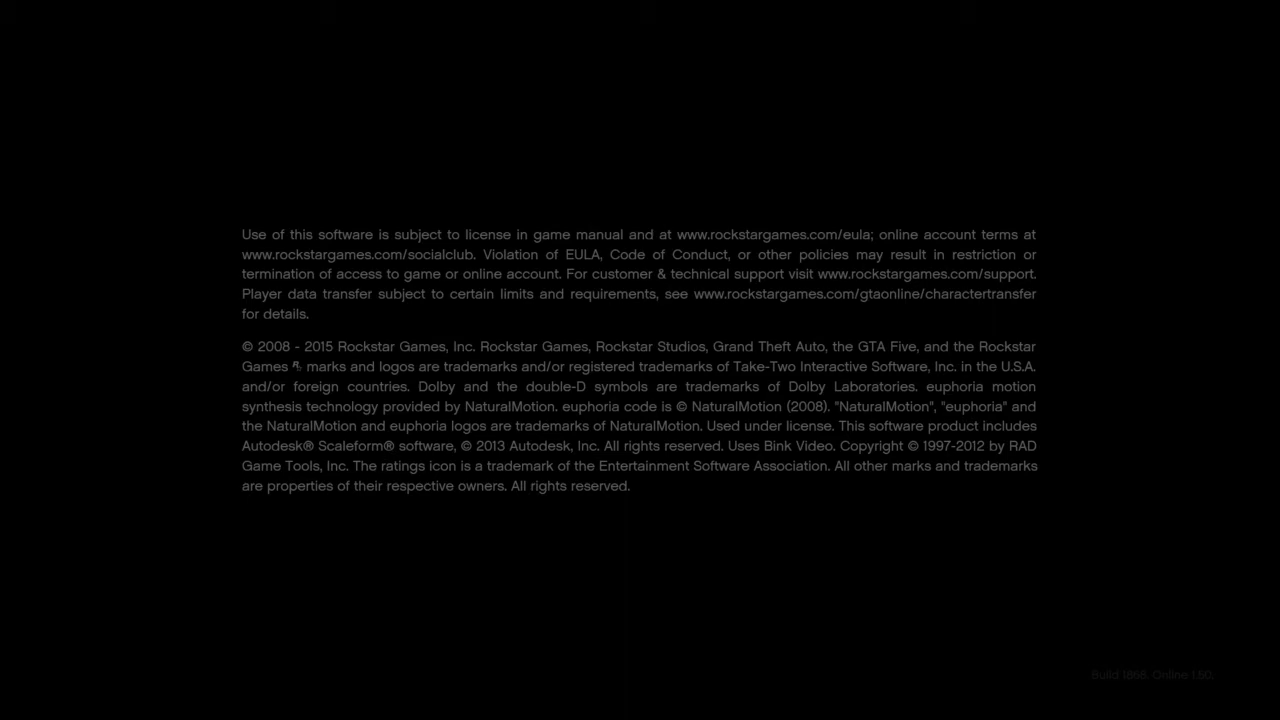 Use of this software is subject to license in game manual and at www.rockstargames.com/eula; online account terms at
www.rockstargames.com/socialclub. Violation of EULA, Code of Conduct, or other policies may result in restriction or
termination of access to game or online account. For customer & technical support visit www.rockstargames.com/support.
Player data transfer subject to certain limits and requirements, see www.rockstargames.com/gtaonline/charactertransfer
for details.
© 2008 - 2015 Rockstar Games, Inc. Rockstar Games, Rockstar Studios, Grand Theft Auto, the GTA Five, and the Rockstar
Games R* marks and logos are trademarks and/or registered trademarks of Take-Two Interactive Software, Inc. in the U.S.A.
and/or foreign countries. Dolby and the double-D symbols are trademarks of Dolby Laboratories. euphoria motion
synthesis technology provided by NaturalMotion. euphoria code is © NaturalMotion (2008). "NaturalMotion", "euphoria" and
the NaturalMotion and euphoria logos are trademarks of NaturalMotion. Used under license. This software product includes
Autodesk® Scaleform® software, © 2013 Autodesk, Inc. All rights reserved. Uses Bink Video. Copyright © 1997-2012 by RAD
Game Tools, Inc. The ratings icon is a trademark of the Entertainment Software Association. All other marks and trademarks
are properties of their respective owners. All rights reserved.
Build 1868. Online 1.50.